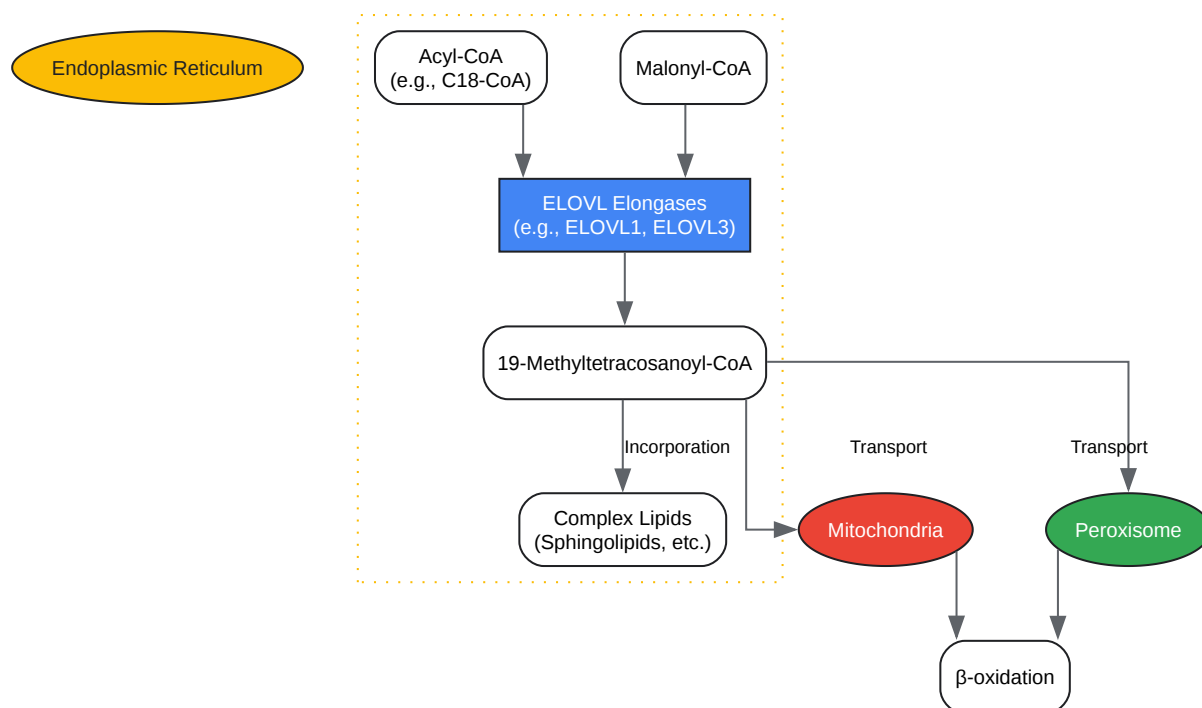 Endoplasmic Reticulum
Acyl-CoA
(e.g., C18-CoA)
Malonyl-CoA
ELOVL Elongases
(e.g., ELOVL1, ELOVL3)
19-Methyltetracosanoyl-CoA
Incorporation
Transport
Transport
Complex Lipids
(Sphingolipids, etc.)
Mitochondria
Peroxisome
β-oxidation